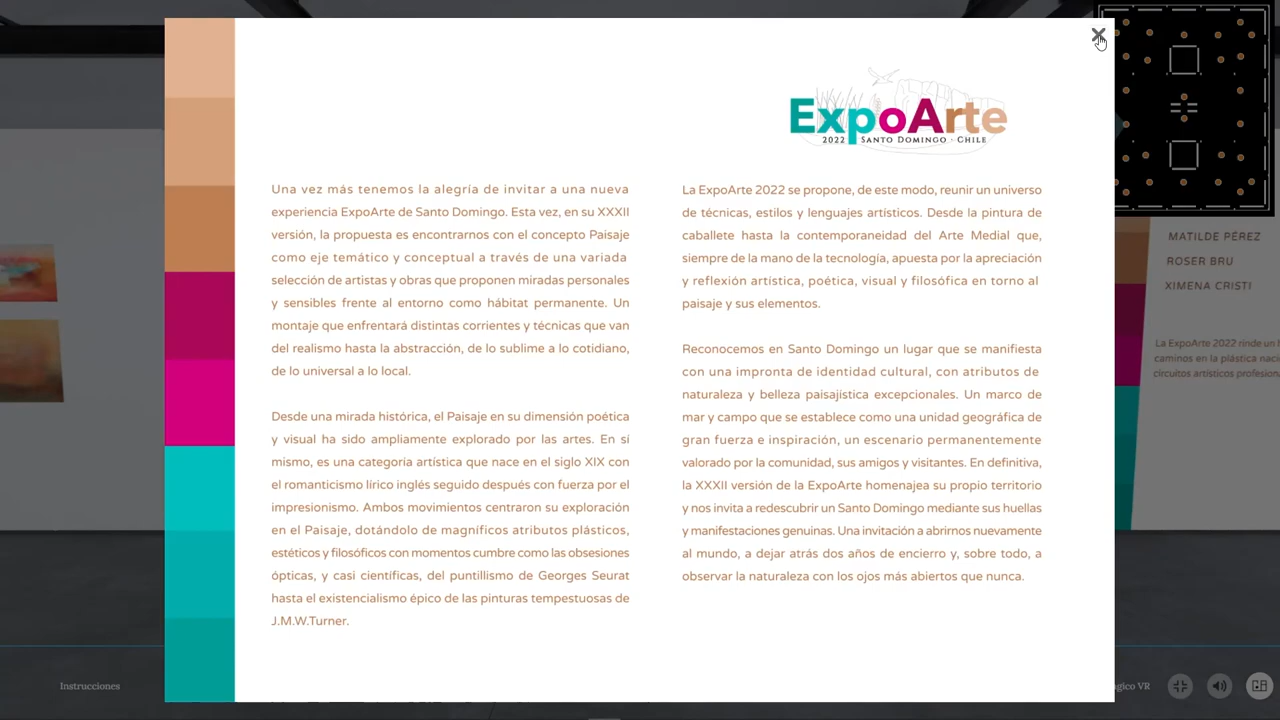 ExpoArte
2022 SANTO DOMINGO - CHILE
Una vez más tenemos la alegría de invitar a una nueva
experiencia ExpoArte de Santo Domingo. Esta vez, en su XXXII
versión, la propuesta es encontrarnos con el concepto Paisaje
como eje temático y conceptual a través de una variada
selección de artistas y obras que proponen miradas personales
y sensibles frente al entorno como hábitat permanente. Un
montaje que enfrentará distintas corrientes y técnicas que van
del realismo hasta la abstracción, de lo sublime a lo cotidiano,
de lo universal a lo local.
Desde una mirada histórica, el Paisaje en su dimensión poética
y visual ha sido ampliamente explorado por las artes. En sí
mismo, es una categoría artística que nace en el siglo XIX con
el romanticismo lírico inglés seguido después con fuerza por el
impresionismo. Ambos movimientos centraron su exploración
en el Paisaje, dotándolo de magníficos atributos plásticos,
estéticos y filosóficos con momentos cumbre como las obsesiones
ópticas, y casi científicas, del puntillismo de Georges Seurat
hasta el existencialismo épico de las pinturas tempestuosas de
J.M.W.Turner.
La ExpoArte 2022 se propone, de este modo, reunir un universo
de técnicas, estilos y lenguajes artísticos. Desde la pintura de
caballete hasta la contemporaneidad del Arte Medial que,
siempre de la mano de la tecnología, apuesta por la apreciación
y reflexión artística, poética, visual y filosófica en torno al
paisaje y sus elementos.
Reconocemos en Santo Domingo un lugar que se manifiesta
con una impronta de identidad cultural, con atributos de
naturaleza y belleza paisajística excepcionales. Un marco de
mar y campo que se establece como una unidad geográfica de
gran fuerza e inspiración, un escenario permanentemente
valorado por la comunidad, sus amigos y visitantes. En definitiva,
la XXXII versión de la ExpoArte homenajea su propio territorio
y nos invita a redescubrir un Santo Domingo mediante sus huellas
y manifestaciones genuinas. Una invitación a abrirnos nuevamente
al mundo, a dejar atrás dos años de encierro y, sobre todo, a
observar la naturaleza con los ojos más abiertos que nunca.
MATILDE PÉREZ
ROSER BRU
XIMENA CRISTI
La ExpoArte 2022 rinde un h
caminos en la plástica naci
circuitos artísticos profesion
Instrucciones
agico VR